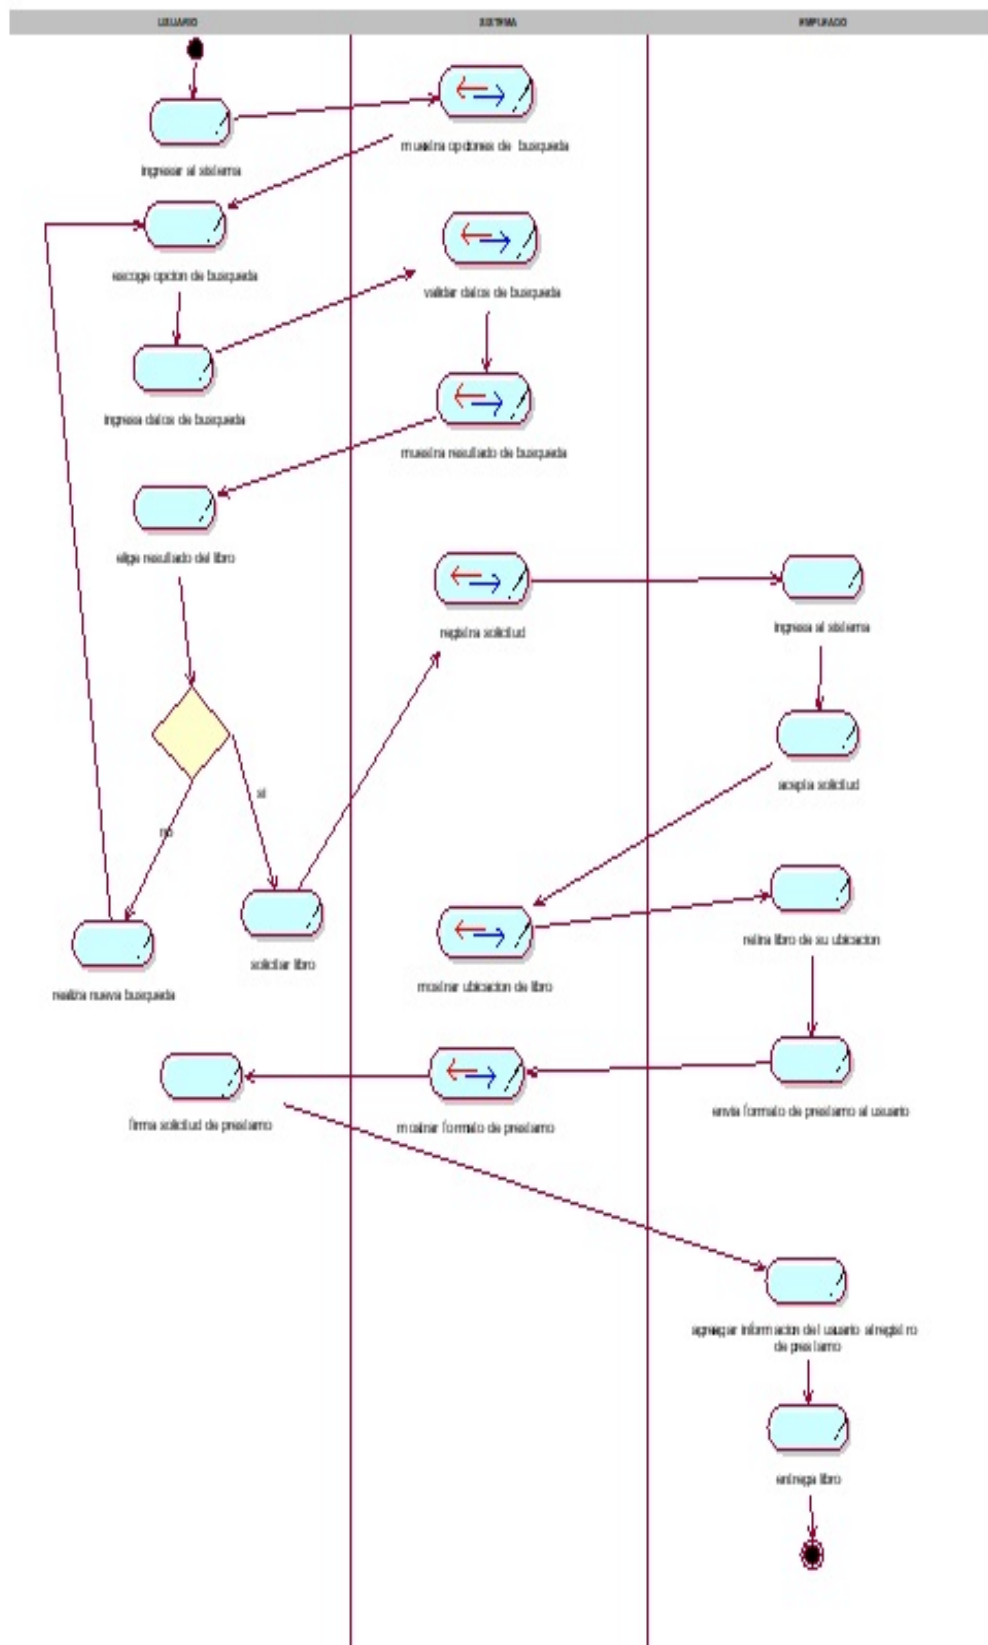 USUARIO
SISTEMA
EMPLEADO
ingresar al sistema
muestra opciones de busqueda
escoge opcion de busqueda
validar datos de busqueda
ingresa datos de busqueda
muestra resultado de busqueda
elige resultado del libro
registra solicitud
ingresa al sistema
acepta solicitud
si
no
solicitar libro
realiza nueva busqueda
mostrar ubicacion de libro
retira libro de su ubicacion
firma solicitud de prestamo
mostrar formato de prestamo
envia formato de prestamo al usuario
agregar informacion del usuario al registro
de prestamo
entrega libro